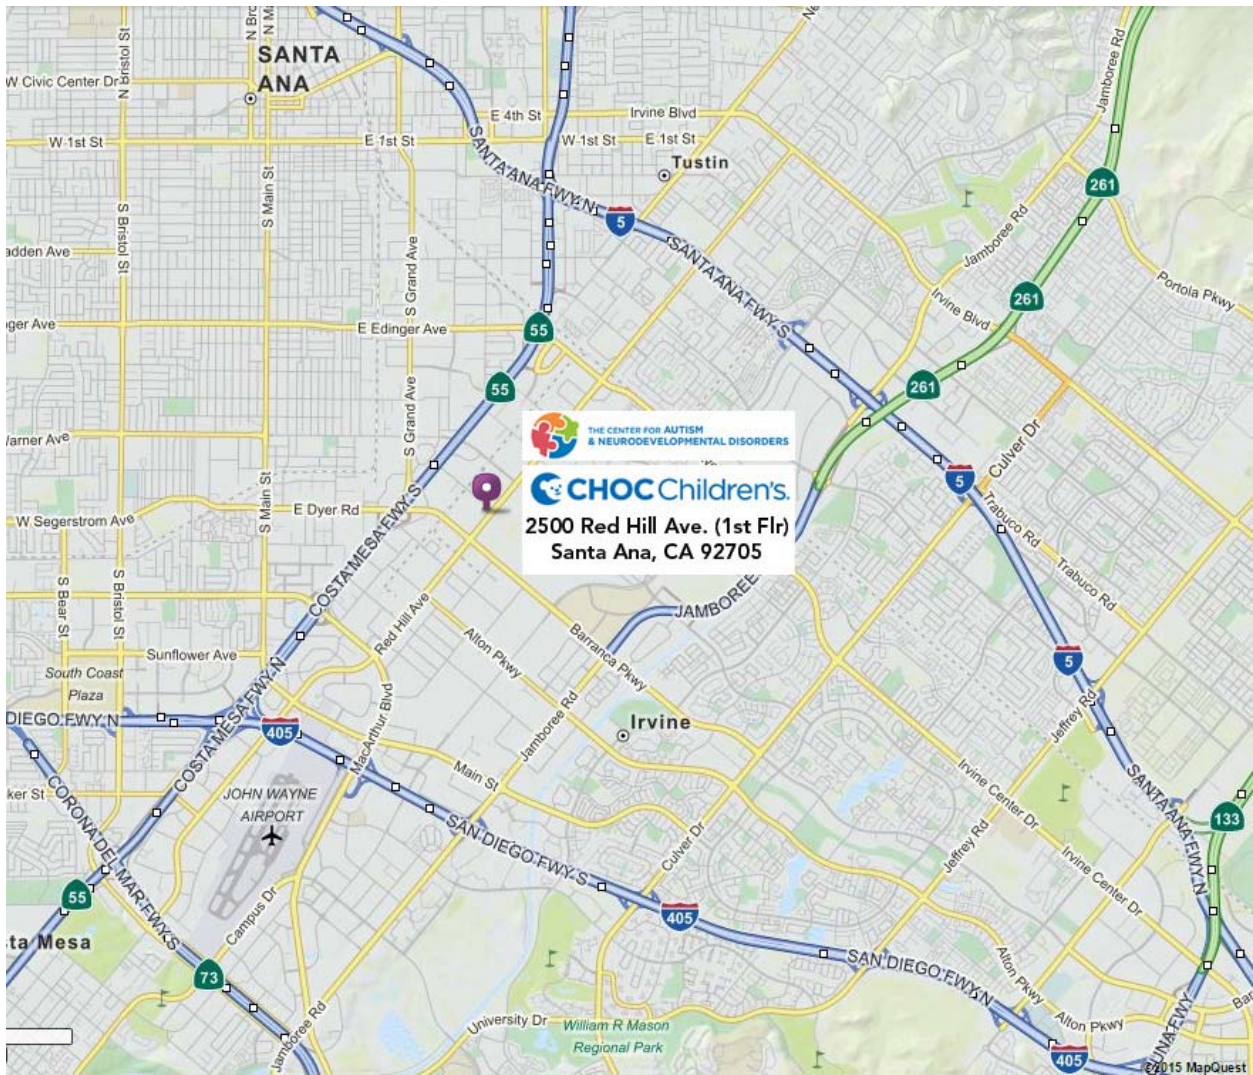 SANTA
ANA
N Bristol St
W Civic Center Dr
E 4th St
Irvine Blvd
W 1st St
E 1st St
W 1st St
E 1st St
Tustin
SANTA ANA FWY N
5
Jamboree Rd
261
S Main St
S Bristol St
S Grand Ave
SANTA ANA FWY S
Jamboree Rd
Portola Pkwy
261
Irvine Blvd
E Edinger Ave
55
55
261
S Grand Ave
THE CENTER FOR AUTISM
& NEURODEVELOPMENTAL DISORDERS
CHOC Children's.
2500 Red Hill Ave. (1st Flr)
Santa Ana, CA 92705
Culver Dr
5
Trabuco Rd
Trabuco Rd
S Main St
E Dyer Rd
W Segerstrom Ave
COSTA MESA FWY S
S Bear St
S Bristol St
Red Hill Ave
JAMBOREE
Alton Pkwy
Barranca Pkwy
Sunflower Ave
South Coast
Plaza
5
Jeffrey Rd
COSTA MESA FWY N
DIEGO FWY N
405
MacArthur Blvd
Jamboree Rd
Irvine
Main St
JOHN WAYNE
AIRPORT
CORONA DEL MAR FWY S
SAN DIEGO FWY S
Culver Dr
Irvine Center Dr
Jeffrey Rd
Irvine Center Dr
SANTA ANA FWY N
133
55
ta Mesa
Campus Dr
73
405
SAN DIEGO FWY N
Alton Pkwy
Alton Pkwy
Jamboree Rd
University Dr
William R Mason
Regional Park
405
UNA FWY
©2015 MapQuest